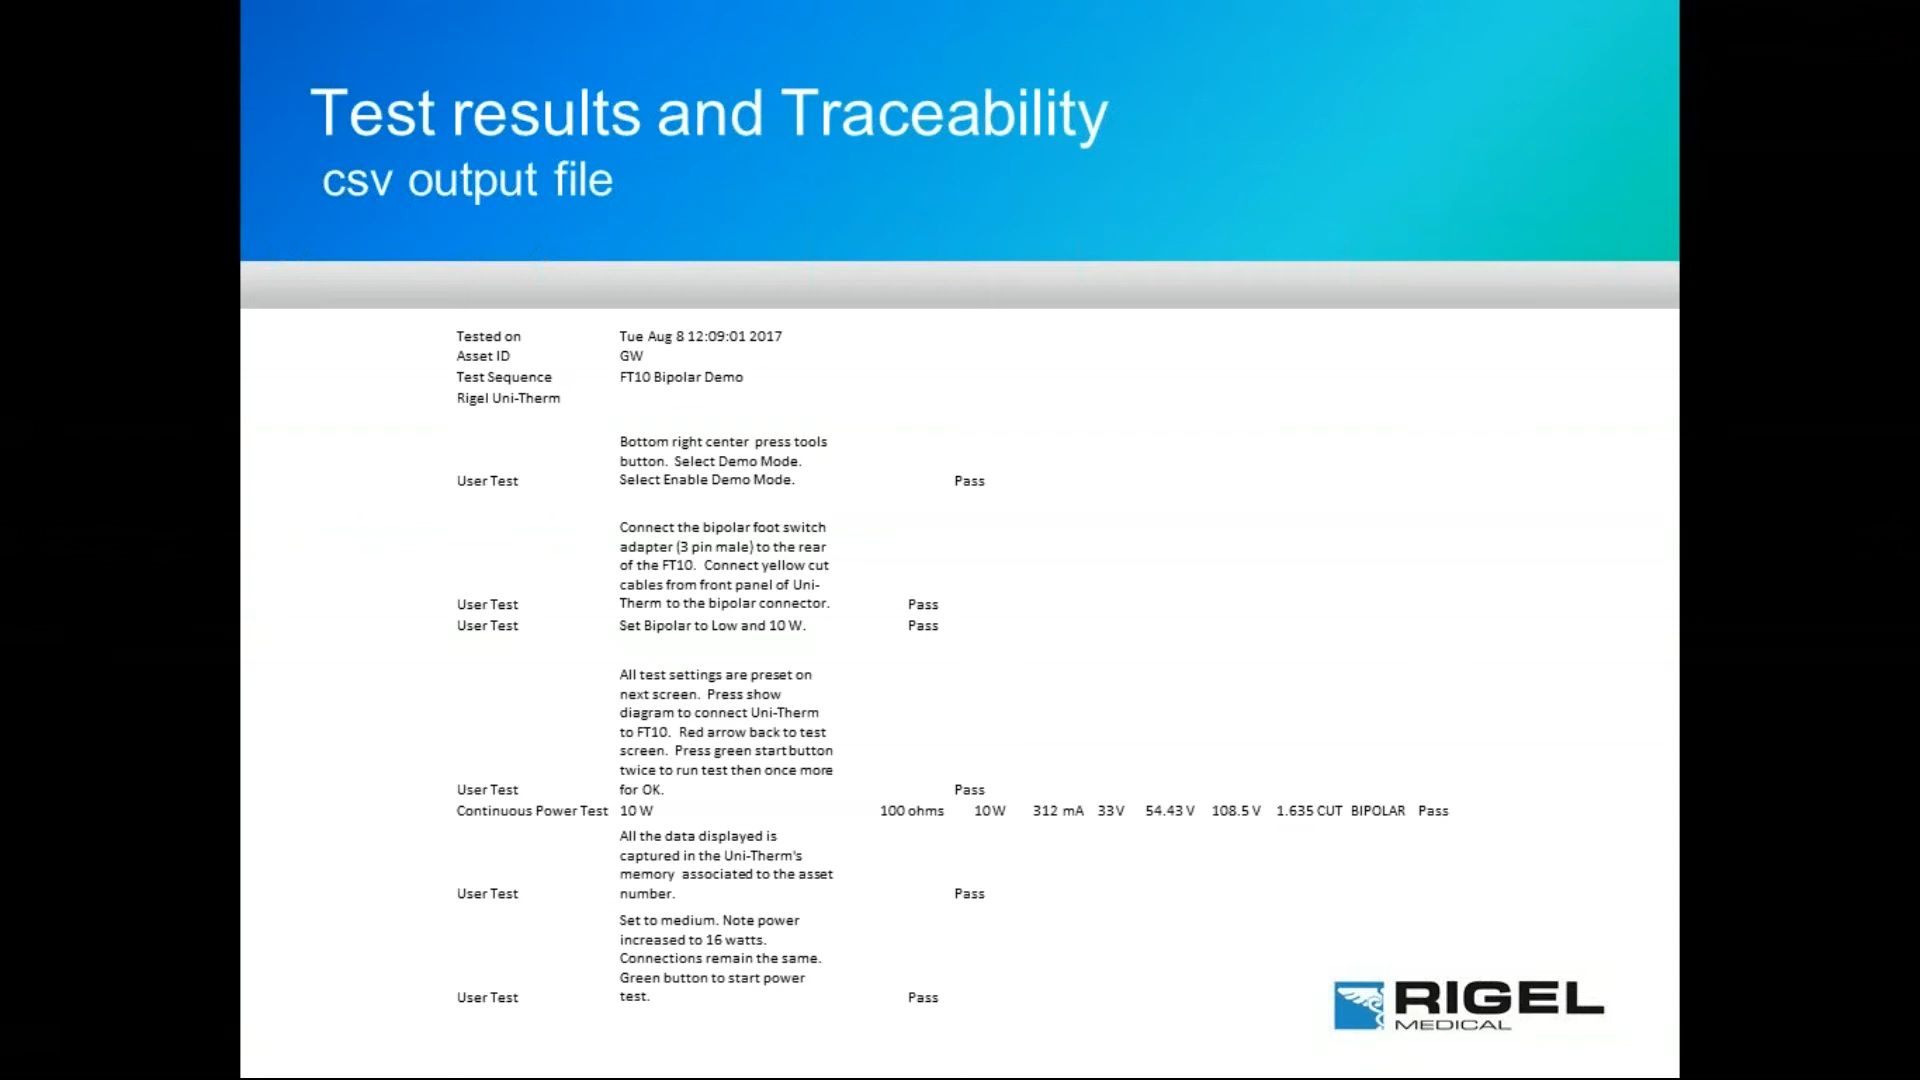 Test results and Traceability
csv output file
Tested on Tue Aug 8 12:09:01 2017
Asset ID GW
Test Sequence FT10 Bipolar Demo
Rigel Uni-Therm
Bottom right center press tools
button. Select Demo Mode.
User Test Select Enable Demo Mode. Pass
Connect the bipolar foot switch
adapter (3 pin male) to the rear
of the FT10. Connect yellow cut
cables from front panel of Uni-
User Test Therm to the bipolar connector. Pass
User Test Set Bipolar to Low and 10 W. Pass
All test settings are preset on
next screen. Press show
diagram to connect Uni-Therm
to FT10. Red arrow back to test
screen. Press green start button
twice to run test then once more
User Test for OK. Pass
Continuous Power Test 10 W 100 ohms 10 W 312 mA 33 V 54.43 V 108.5 V 1.635 CUT BIPOLAR Pass
All the data displayed is
captured in the Uni-Therm's
memory associated to the asset
User Test number. Pass
Set to medium. Note power
increased to 16 watts.
Connections remain the same.
Green button to start power
User Test test. Pass
RIGEL
MEDICAL